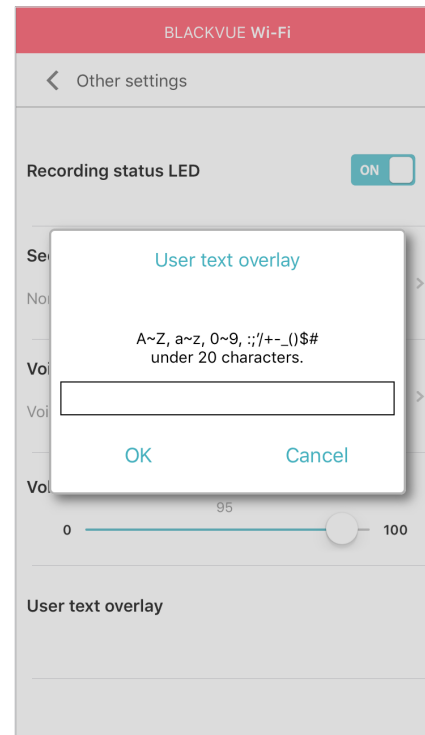 BLACKVUE Wi-Fi
Other settings
Recording status LED
ON
User text overlay
A~Z, a~z, 0~9, :;'/+-_()$#
under 20 characters.
OK Cancel
95
0 100
User text overlay